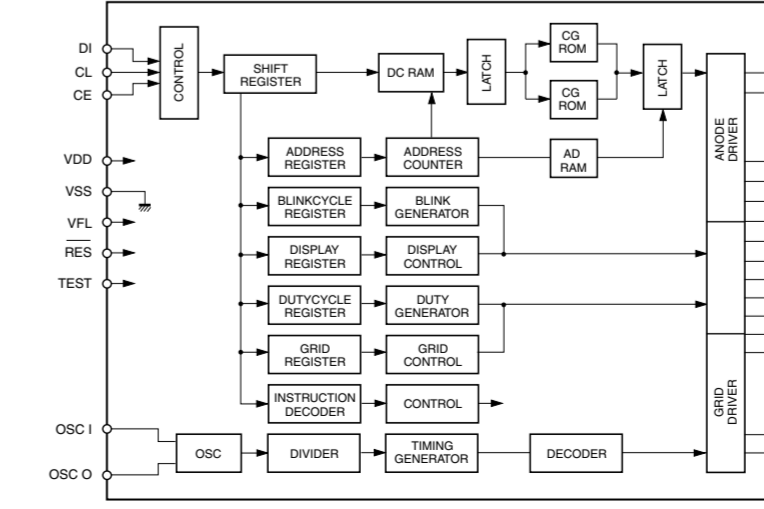 DI
CL
CE
VDD
VSS
VFL
RES
TEST
OSC I
OSC O
CONTROL
SHIFT
REGISTER
DC RAM
LATCH
CG
ROM
CG
ROM
LATCH
ADDRESS
REGISTER
ADDRESS
COUNTER
AD
RAM
BLINKCYCLE
REGISTER
BLINK
GENERATOR
DISPLAY
REGISTER
DISPLAY
CONTROL
DUTYCYCLE
REGISTER
DUTY
GENERATOR
GRID
REGISTER
GRID
CONTROL
INSTRUCTION
DECODER
CONTROL
OSC
DIVIDER
TIMING
GENERATOR
DECODER
ANODE
DRIVER
GRID
DRIVER